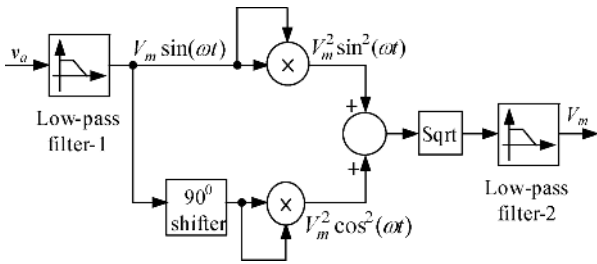 v_a
Low-pass
filter-1
V_m sin(ωt)
×
V_m^2 sin^2(ωt)
90^0
shifter
×
V_m^2 cos^2(ωt)
+
+
Sqrt
Low-pass
filter-2
V_m